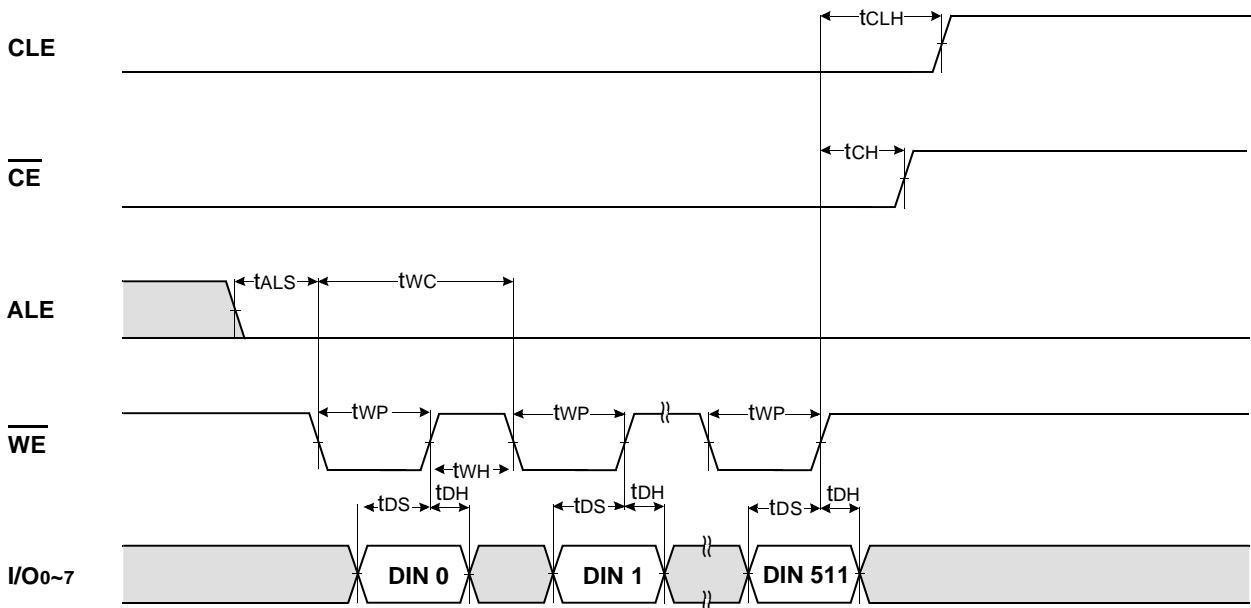 tCLH
CLE
tCH
CE
tALS tWC
ALE
tWP tWP tWP
WE
tWH
tDS tDH tDS tDH tDS tDH
I/O0~7 DIN 0 DIN 1 DIN 511